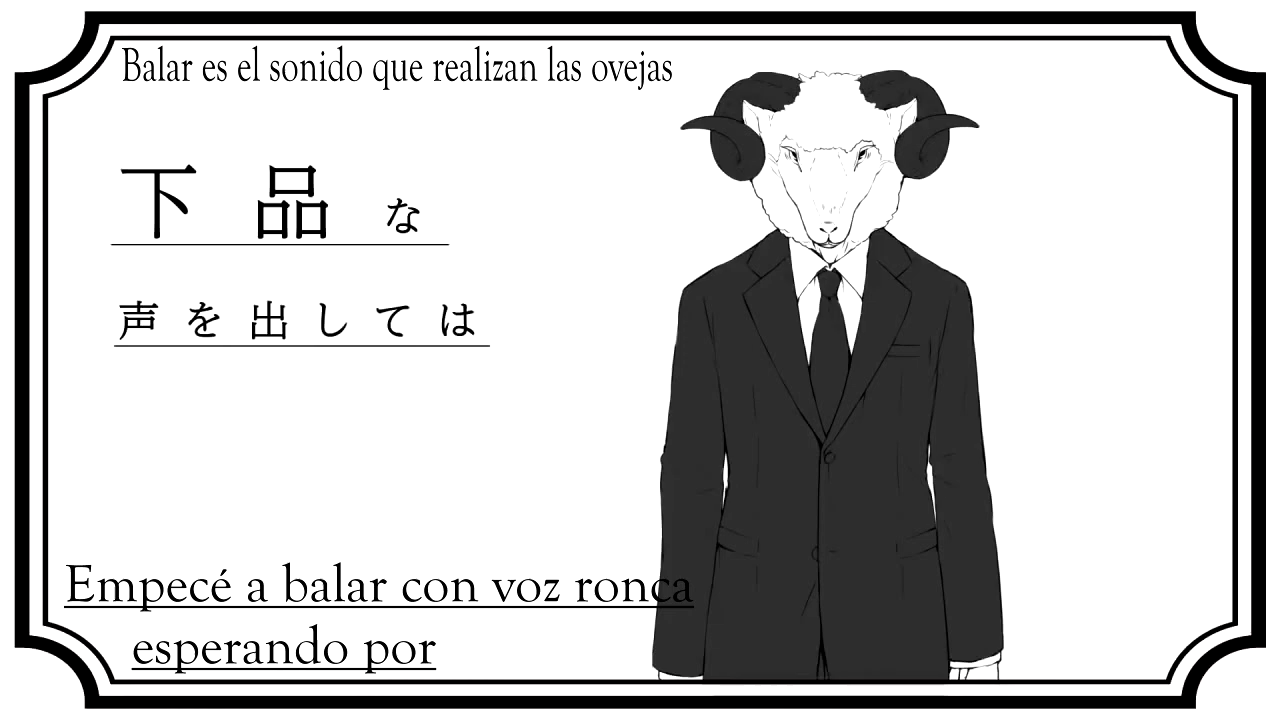 Balar es el sonido que realizan las ovejas
下品な
声を出しては
Empecé a balar con voz ronca
esperando por